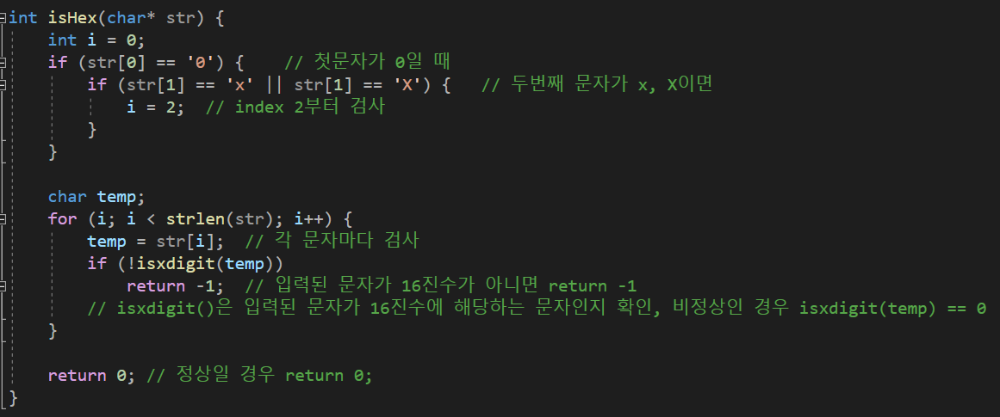 int isHex(char* str) {
    int i = 0;
    if (str[0] == '0') {    // 첫문자가 0일 때
        if (str[1] == 'x' || str[1] == 'X') {   // 두번째 문자가 x, X이면
            i = 2;  // index 2부터 검사
        }
    }

    char temp;
    for (i; i < strlen(str); i++) {
        temp = str[i];  // 각 문자마다 검사
        if (!isxdigit(temp))
            return -1;  // 입력된 문자가 16진수가 아니면 return -1
        // isxdigit()은 입력된 문자가 16진수에 해당하는 문자인지 확인, 비정상인 경우 isxdigit(temp) == 0
    }

    return 0; // 정상일 경우 return 0;
}